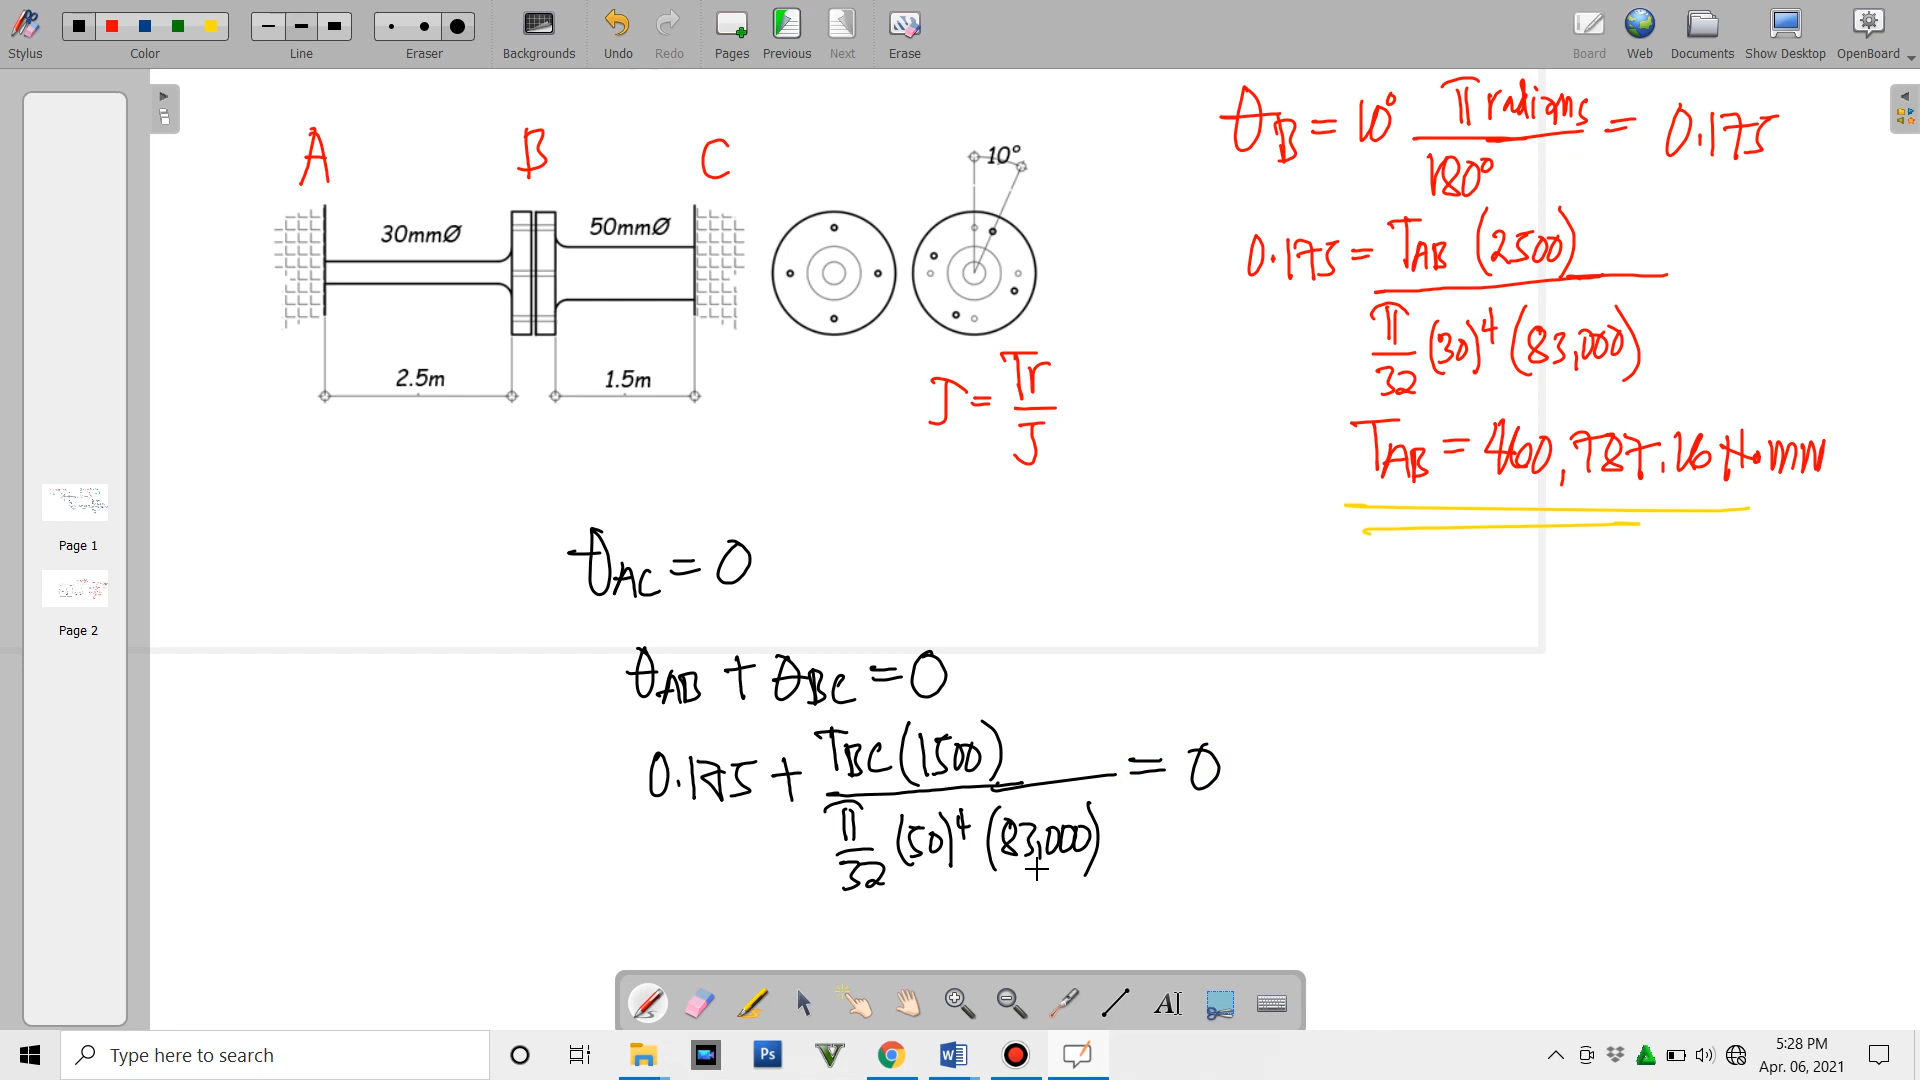 Stylus
Color
Line
Eraser
Backgrounds
Undo
Redo
Pages
Previous
Next
Erase
Board
Web
Documents
Show Desktop
OpenBoard
Page 1
Page 2
A
B
C
30mmØ
50mmØ
2.5m
1.5m
10°
τ = Tr / J
θB = 10° π radians / 180° = 0.175
0.175 = TAB (2500) / π/32 (30)^4 (83,000)
TAB = 460,787.16 N.mm
θAC = 0
θAB + θBC = 0
0.175 + TBC (1500) / π/32 (50)^4 (83,000) = 0
AI
Type here to search
Ps
5:28 PM
Apr. 06, 2021